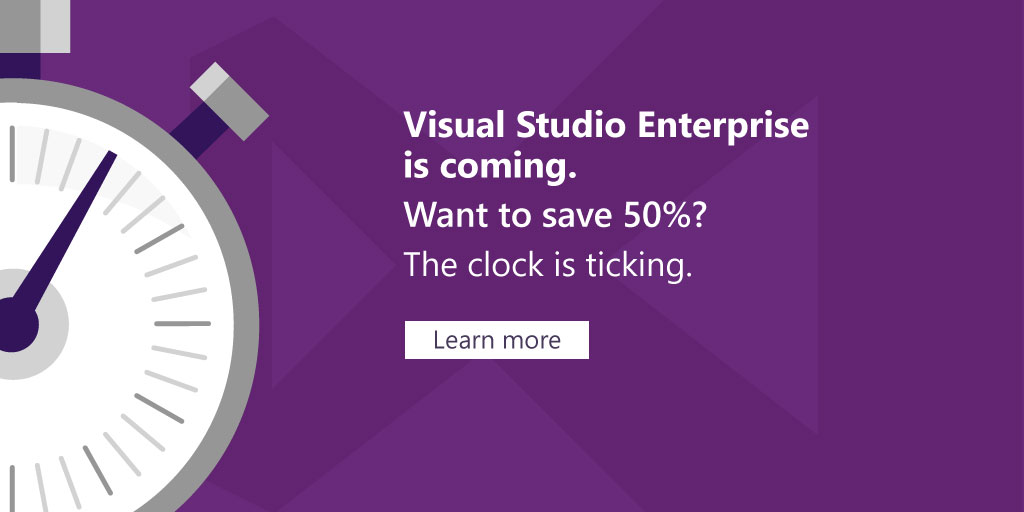 Visual Studio Enterprise
is coming.
Want to save 50%?
The clock is ticking.
Learn more